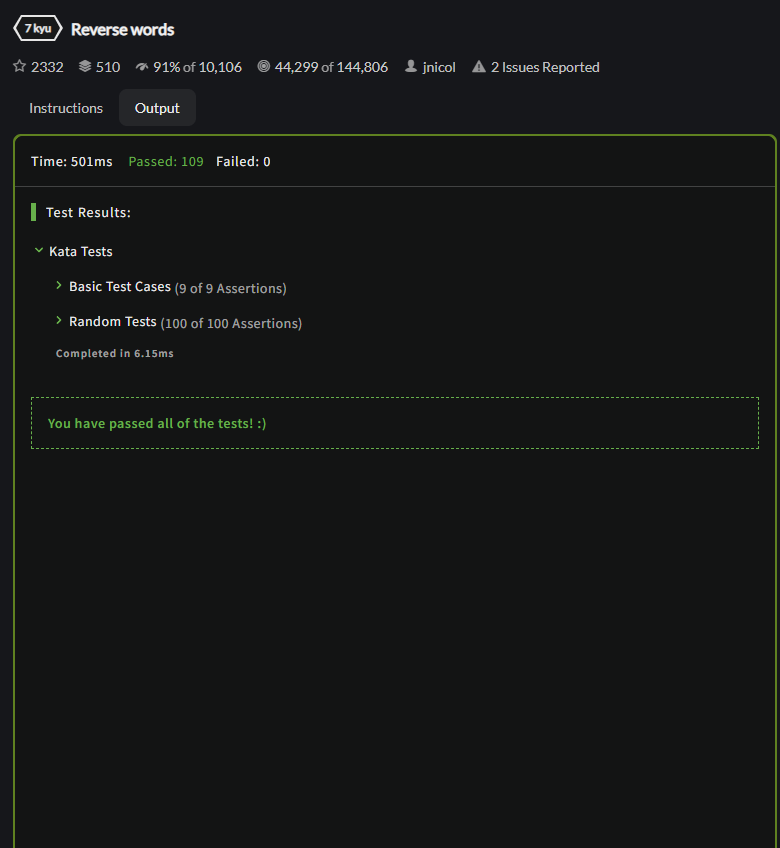 7 kyu Reverse words
2332 510 91% of 10,106 44,299 of 144,806 jnicol 2 Issues Reported
Instructions Output
Time: 501ms Passed: 109 Failed: 0
Test Results:
Kata Tests
Basic Test Cases (9 of 9 Assertions)
Random Tests (100 of 100 Assertions)
Completed in 6.15ms
You have passed all of the tests! :)